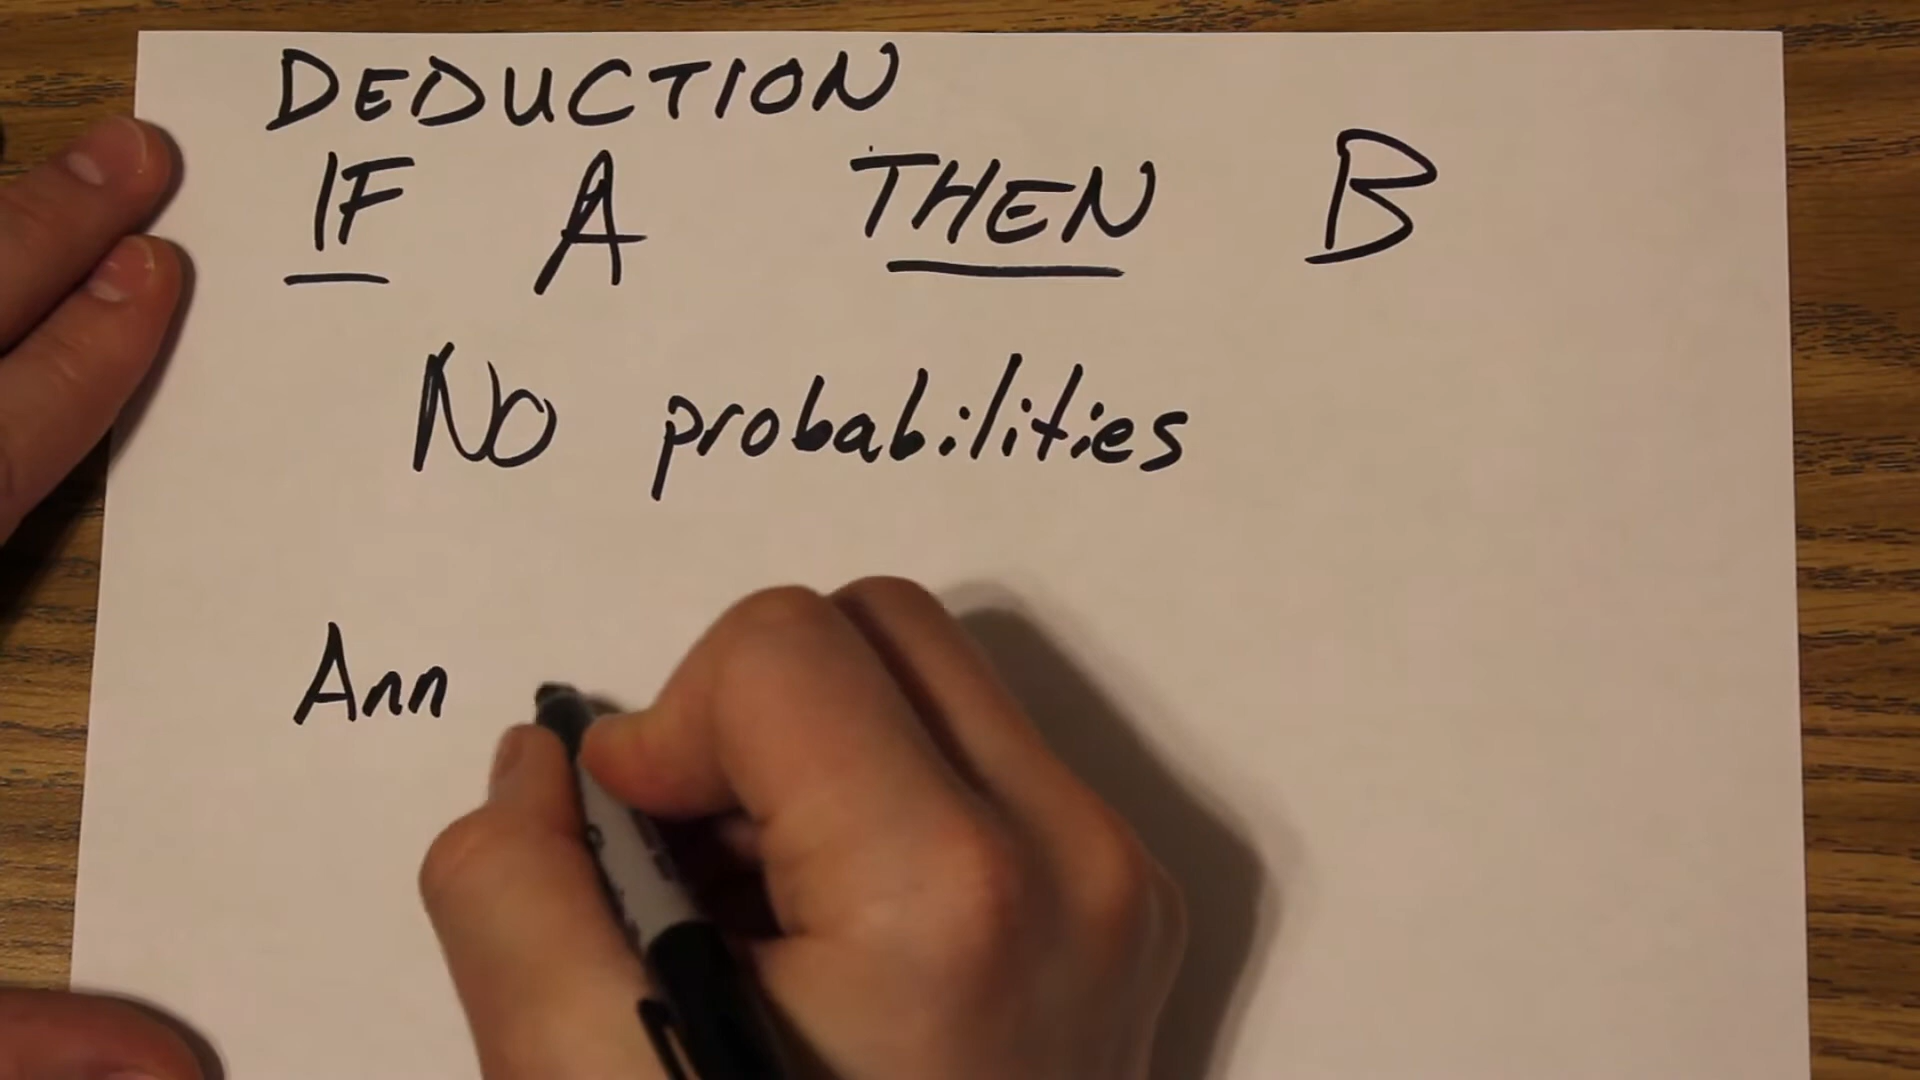 DEDUCTION
IF A THEN B
No probabilities
Ann